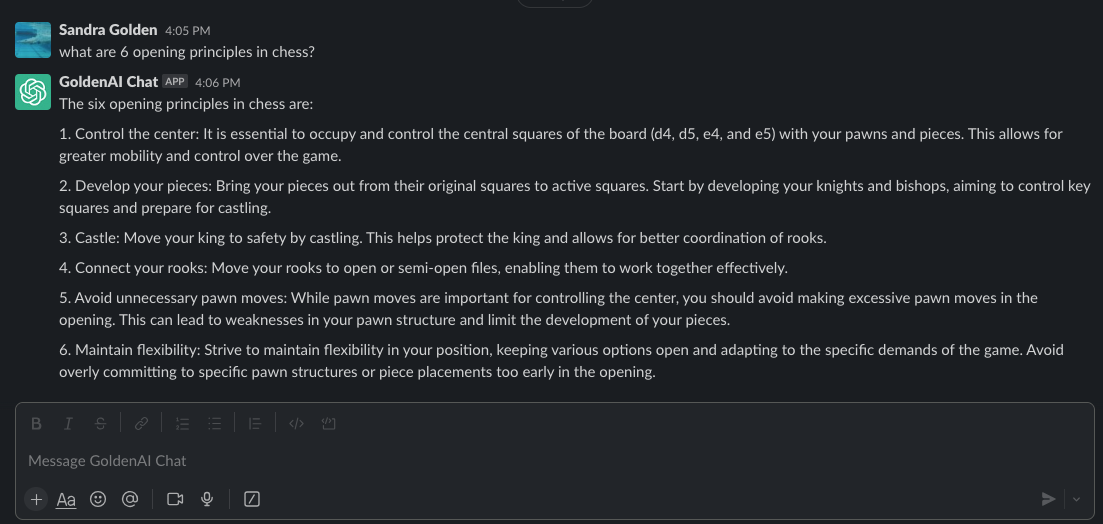 Sandra Golden 4:05 PM
what are 6 opening principles in chess?
GoldenAI Chat APP 4:06 PM
The six opening principles in chess are:
1. Control the center: It is essential to occupy and control the central squares of the board (d4, d5, e4, and e5) with your pawns and pieces. This allows for
greater mobility and control over the game.
2. Develop your pieces: Bring your pieces out from their original squares to active squares. Start by developing your knights and bishops, aiming to control key
squares and prepare for castling.
3. Castle: Move your king to safety by castling. This helps protect the king and allows for better coordination of rooks.
4. Connect your rooks: Move your rooks to open or semi-open files, enabling them to work together effectively.
5. Avoid unnecessary pawn moves: While pawn moves are important for controlling the center, you should avoid making excessive pawn moves in the
opening. This can lead to weaknesses in your pawn structure and limit the development of your pieces.
6. Maintain flexibility: Strive to maintain flexibility in your position, keeping various options open and adapting to the specific demands of the game. Avoid
overly committing to specific pawn structures or piece placements too early in the opening.
B I S
Message GoldenAI Chat
Aa